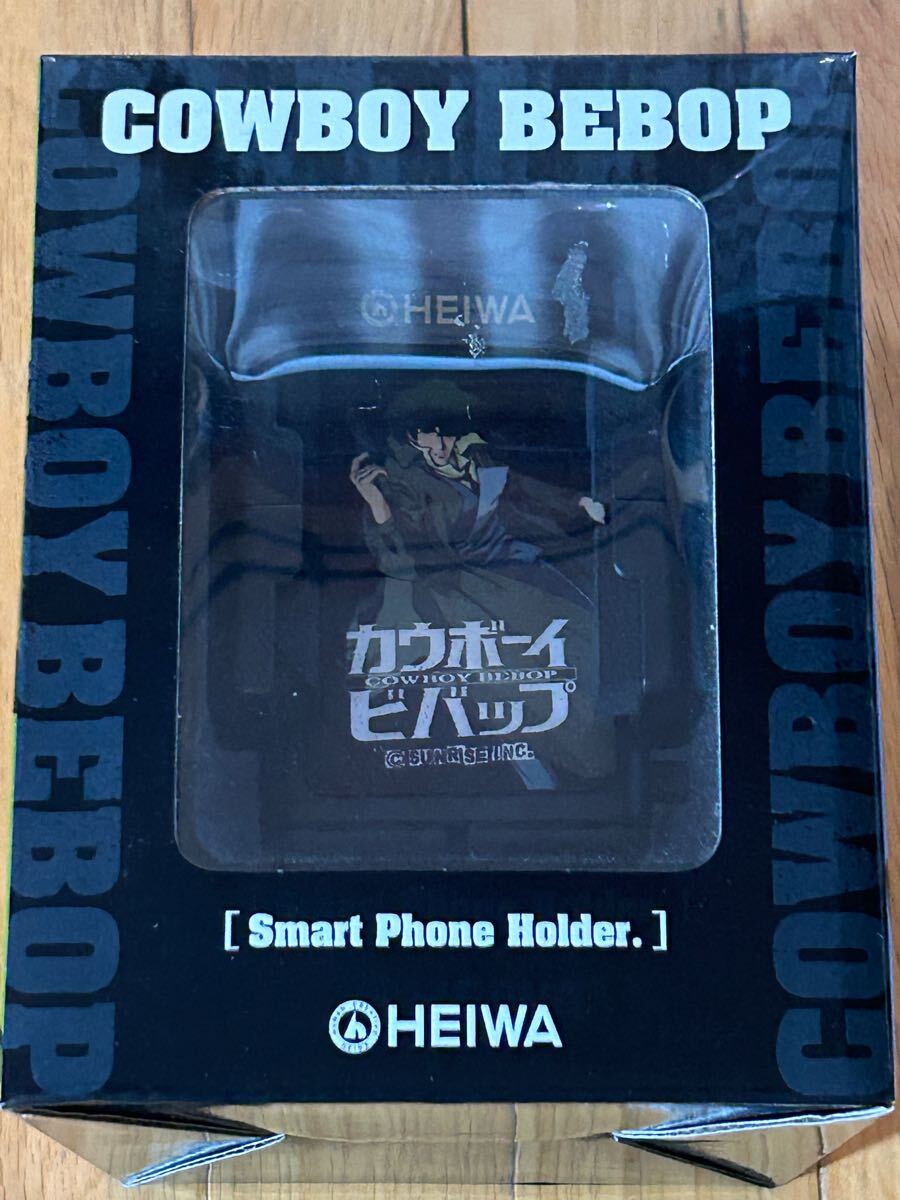 COWBOY BEBOP
COWBOY BEBOP
COWBOY BEBOP
HEIWA
カウボーイ
COWBOY BEBOP
ビバップ
©SUNRISE INC.
[ Smart Phone Holder. ]
HEIWA